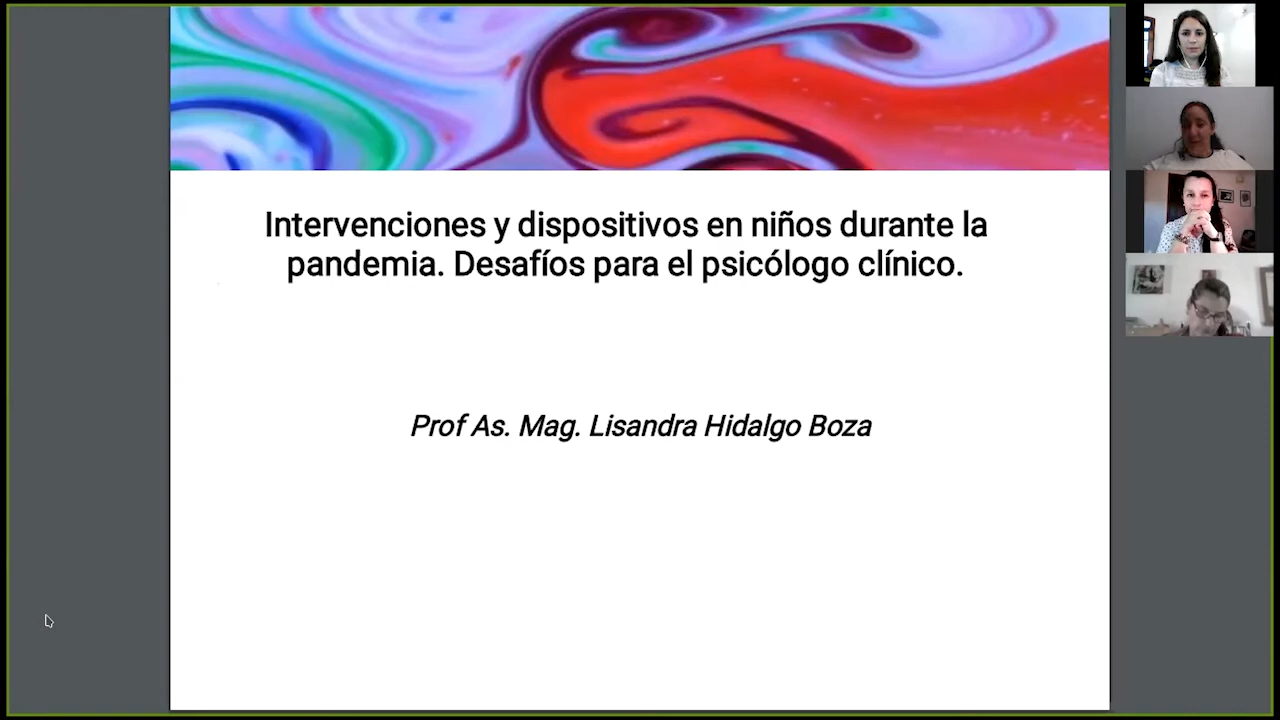 Intervenciones y dispositivos en niños durante la
pandemia. Desafíos para el psicólogo clínico.
Prof As. Mag. Lisandra Hidalgo Boza